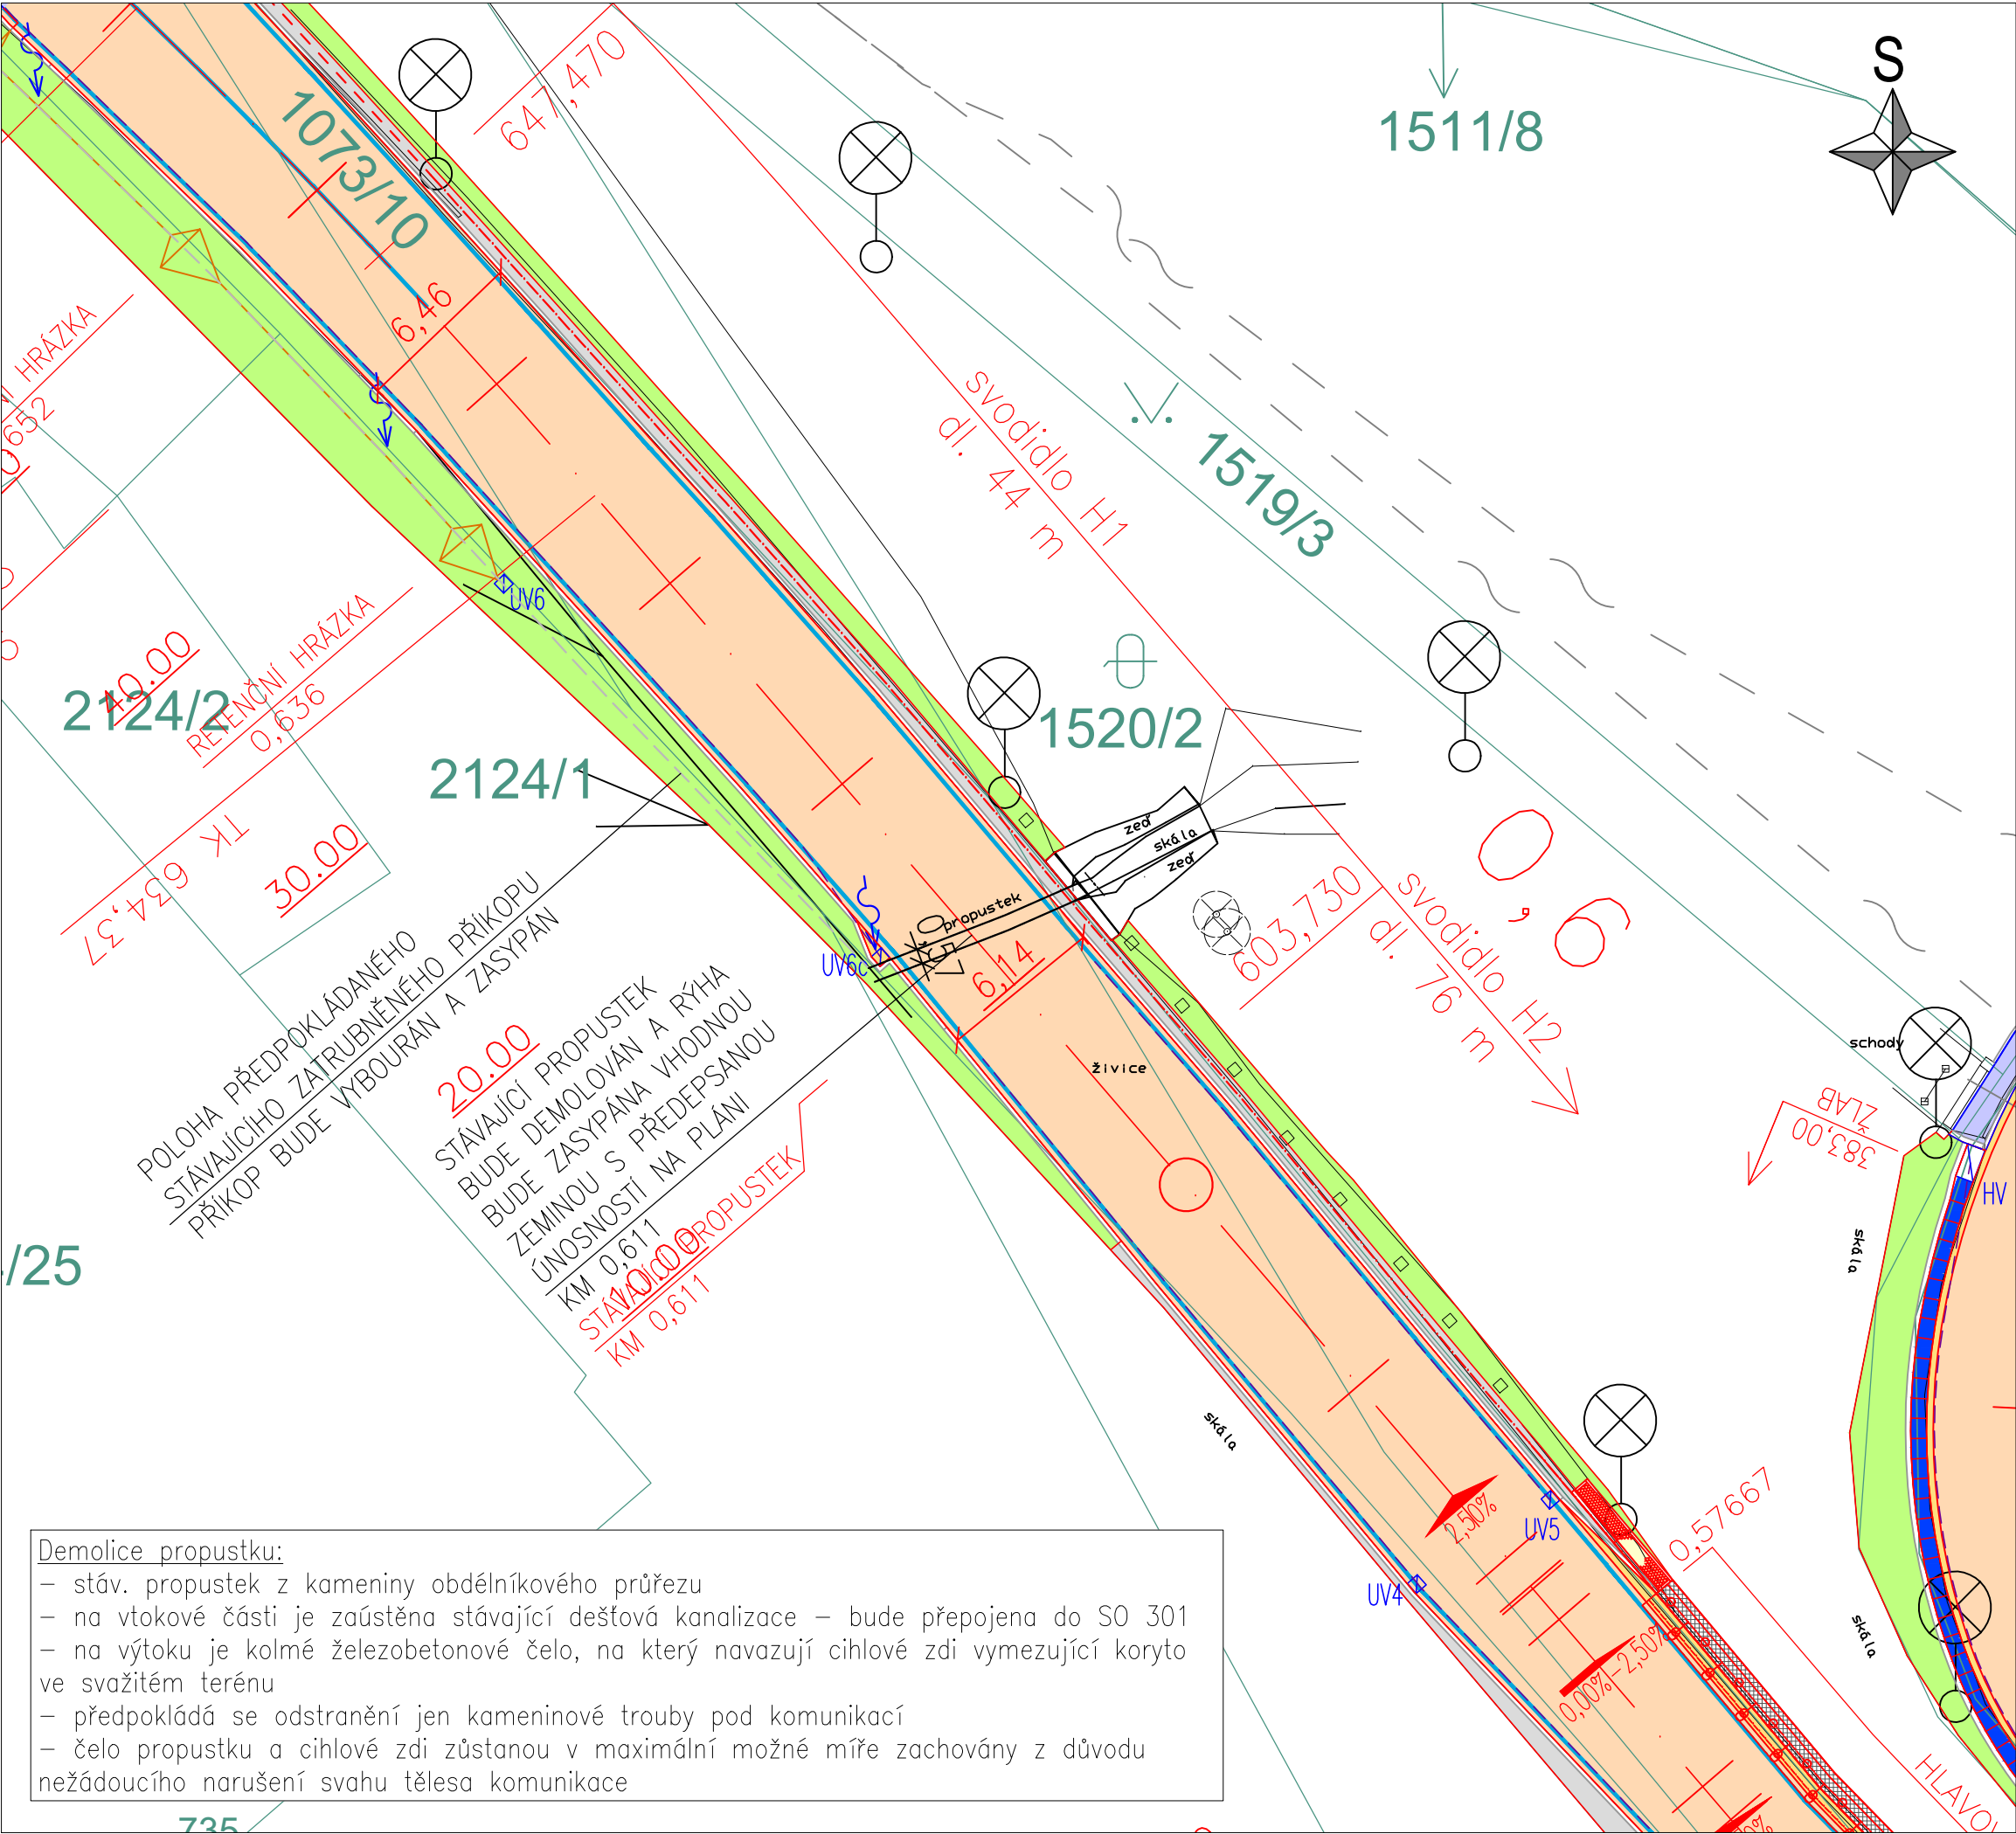 S
1511/8
647,470
1073/10
6,46
HRÁZKA
svodidlo H1
dl. 44 m
1519/3
UV6
40.00
2124/2
RETENČNÍ HRÁZKA
0,636
1520/2
2124/1
TK 634,37
30.00
zeď
skála
zeď
propustek
UV6c
6,14
603,730
svodidlo H2
dl. 76 m
0,6
živice
schody
383,00
ŽLAB
HV
skála
POLOHA PŘEDPOKLÁDANÉHO
STÁVAJÍCÍHO ZATRUBNĚNÉHO PŘÍKOPU
PŘÍKOP BUDE VYBOURÁN A ZASYPÁN
20.00
STÁVAJÍCÍ PROPUSTEK
BUDE DEMOLOVÁN A RÝHA
BUDE ZASYPÁNA VHODNOU
ZEMINOU S PŘEDEPSANOU
ÚNOSNOSTÍ NA PLÁNI
KM 0,611
10.00
STÁVAJÍCÍ PROPUSTEK
KM 0,611
/25
skála
2,50%
UV5
UV4
0,57667
0,00%
-2,50%
skála
Demolice propustku:
– stáv. propustek z kameniny obdélníkového průřezu
– na vtokové části je zaústěna stávající dešťová kanalizace – bude přepojena do SO 301
– na výtoku je kolmé železobetonové čelo, na který navazují cihlové zdi vymezující koryto
ve svažitém terénu
– předpokládá se odstranění jen kameninové trouby pod komunikací
– čelo propustku a cihlové zdi zůstanou v maximální možné míře zachovány z důvodu
nežádoucího narušení svahu tělesa komunikace
735